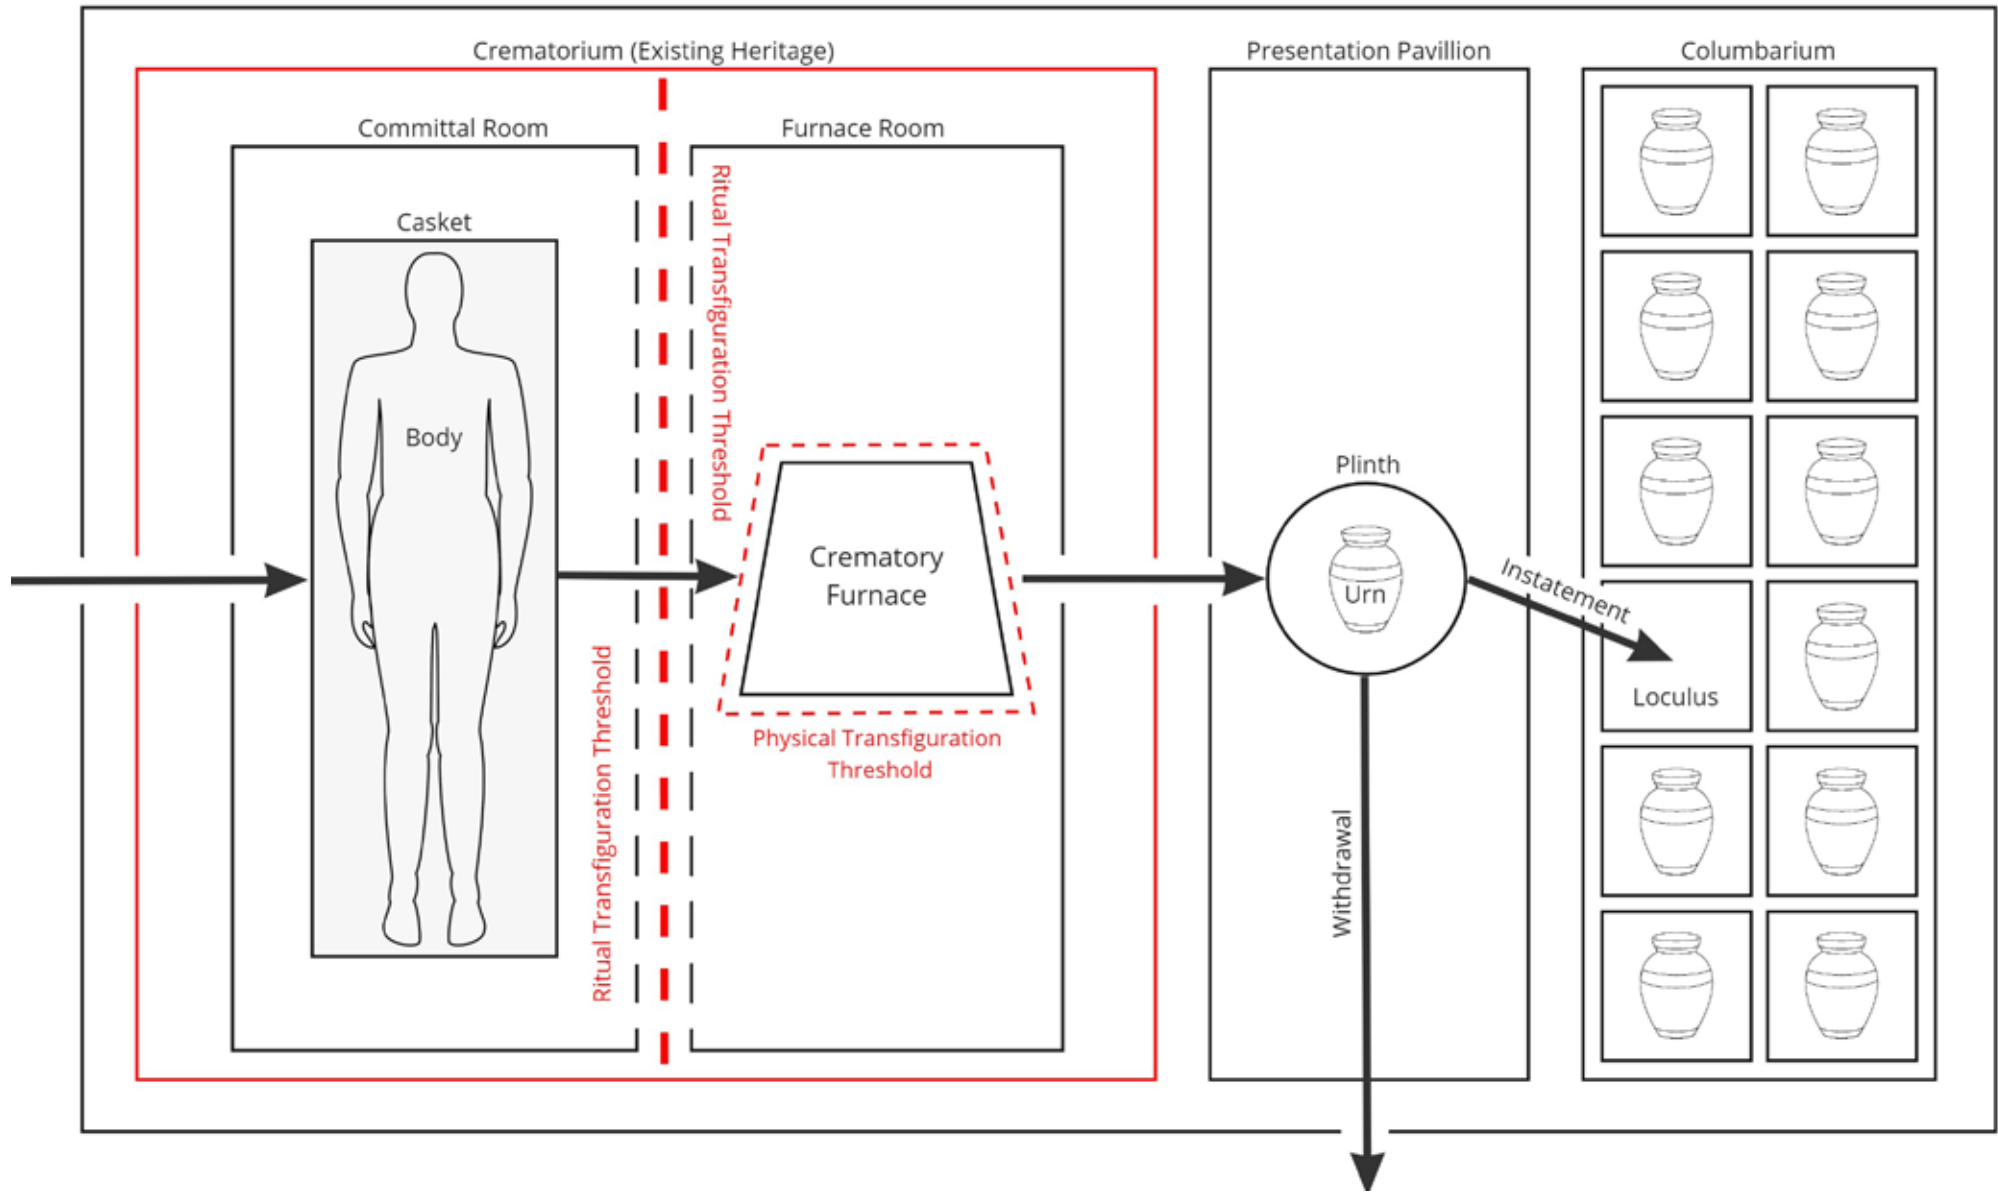 Crematorium (Existing Heritage)
Presentation Pavillion
Columbarium
Committal Room
Furnace Room
Casket
Body
Ritual Transfiguration Threshold
Ritual Transfiguration Threshold
Crematory
Furnace
Physical Transfiguration
Threshold
Plinth
Urn
Instatement
Withdrawal
Loculus